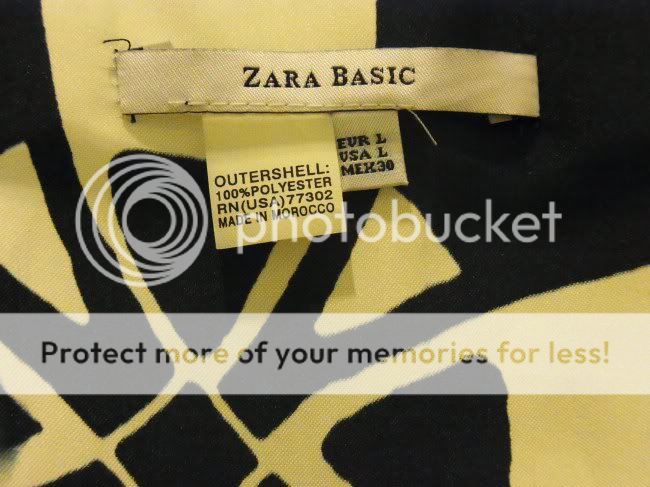 ZARA BASIC
EUR L
USA L
MEX30
OUTERSHELL:
100%POLYESTER
RN(USA)77302
MADE IN MOROCCO
photobucket
Protect more of your memories for less!